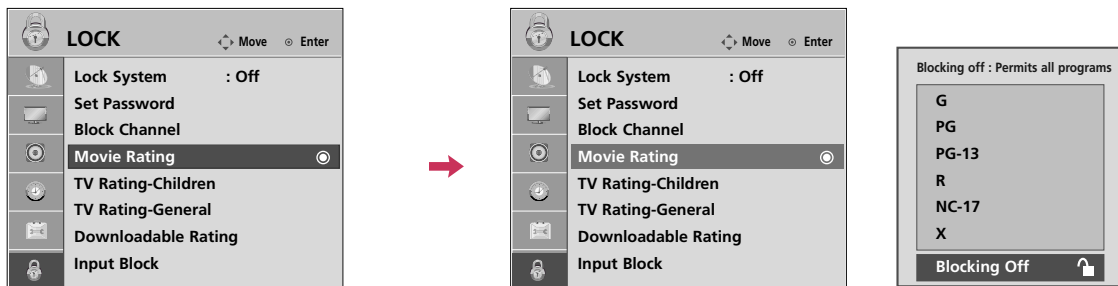 LOCK
Move Enter
Lock System : Off
Set Password
Block Channel
Movie Rating
TV Rating-Children
TV Rating-General
Downloadable Rating
Input Block
LOCK
Move Enter
Lock System : Off
Set Password
Block Channel
Movie Rating
TV Rating-Children
TV Rating-General
Downloadable Rating
Input Block
Blocking off : Permits all programs
G
PG
PG-13
R
NC-17
X
Blocking Off